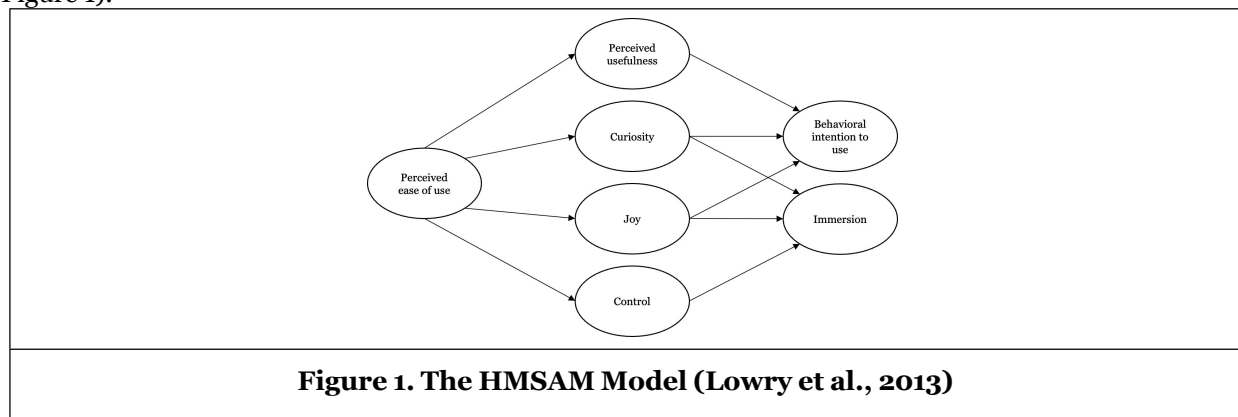 Figure 1).
Perceived
usefulness
Curiosity
Behavioral
intention to
use
Perceived
ease of use
Joy
Immersion
Control
Figure 1. The HMSAM Model (Lowry et al., 2013)